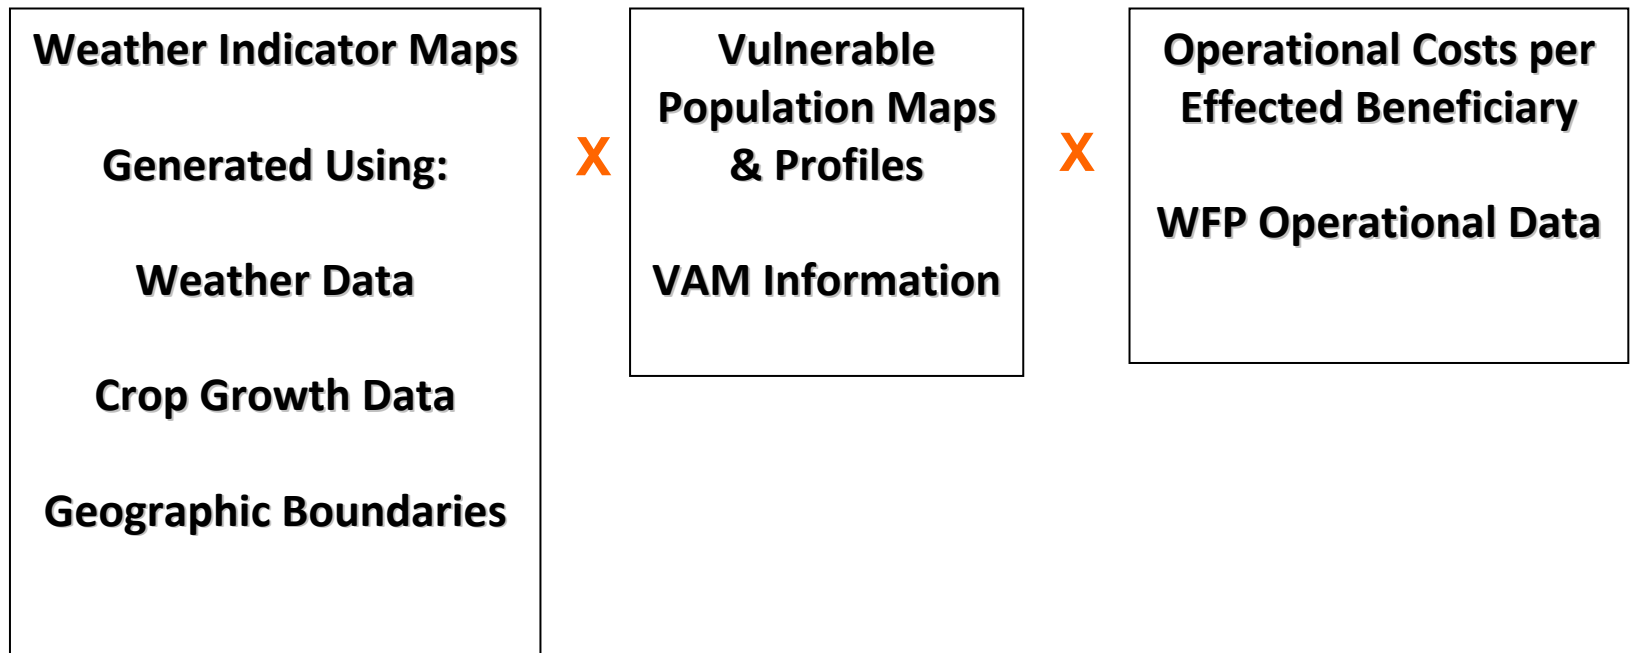 Weather Indicator Maps
Generated Using:
Weather Data
Crop Growth Data
Geographic Boundaries
X
Vulnerable
Population Maps
& Profiles
VAM Information
X
Operational Costs per
Effected Beneficiary
WFP Operational Data